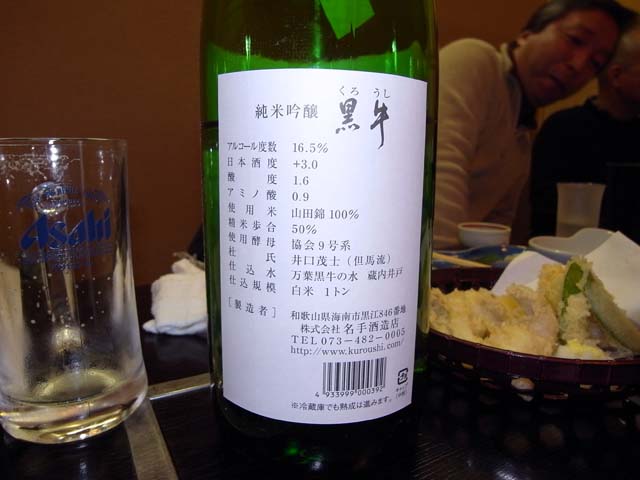 くろ うし
純米吟醸 黒牛
アルコール度数 16.5%
日本酒度 +3.0
酸度 1.6
アミノ酸 0.9
使用米 山田錦100%
精米歩合 50%
使用酵母 協会9号系
杜氏 井口茂士(但馬流)
仕込水 万葉黒牛の水 蔵内井戸
仕込規模 白米 1トン
[製造者] 和歌山県海南市黒江846番地
株式会社 名手酒造店
TEL 073-482-0005
http://www.kuroushi.com/
4 933999 000392
※冷蔵庫でも熟成は進みます。
Asahi